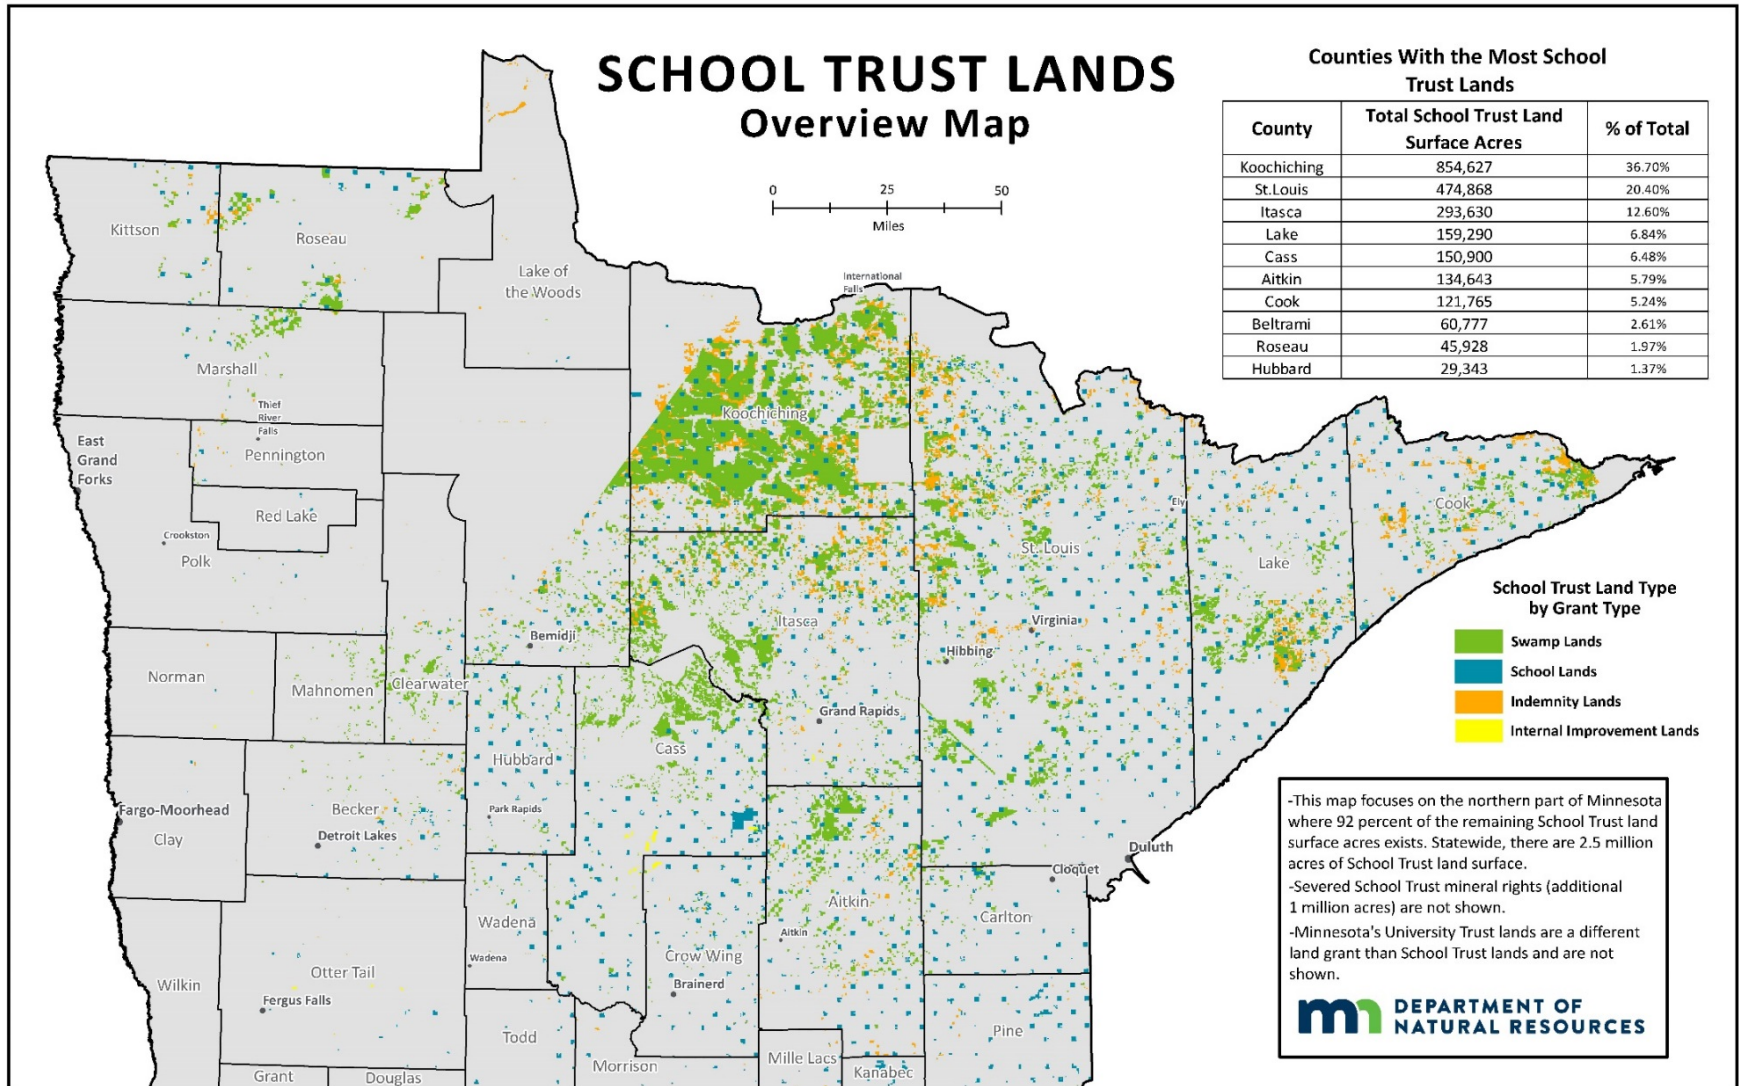 SCHOOL TRUST LANDS
Overview Map
0 25 50
Miles
Counties With the Most School
Trust Lands
County Total School Trust Land Surface Acres % of Total
Koochiching 854,627 36.70%
St.Louis 474,868 20.40%
Itasca 293,630 12.60%
Lake 159,290 6.84%
Cass 150,900 6.48%
Aitkin 134,643 5.79%
Cook 121,765 5.24%
Beltrami 60,777 2.61%
Roseau 45,928 1.97%
Hubbard 29,343 1.37%
Kittson
Roseau
Lake of
the Woods
International
Falls
Marshall
Thief
River
Falls
Koochiching
East
Grand
Forks
Pennington
Red Lake
Crookston
Polk
Ely
Cook
St. Louis
Lake
Itasca
Virginia
Bemidji
Hibbing
Norman
Mahnomen
Clearwater
Grand Rapids
Cass
Hubbard
Park Rapids
Fargo-Moorhead
Clay
Becker
Detroit Lakes
Duluth
Cloquet
Wadena
Aitkin
Carlton
Aitkin
Crow Wing
Wadena
Otter Tail
Wilkin
Brainerd
Fergus Falls
Todd
Pine
Mille Lacs
Morrison
Kanabec
Grant
Douglas
School Trust Land Type
by Grant Type
Swamp Lands
School Lands
Indemnity Lands
Internal Improvement Lands
-This map focuses on the northern part of Minnesota
where 92 percent of the remaining School Trust land
surface acres exists. Statewide, there are 2.5 million
acres of School Trust land surface.
-Severed School Trust mineral rights (additional
1 million acres) are not shown.
-Minnesota's University Trust lands are a different
land grant than School Trust lands and are not
shown.
mn DEPARTMENT OF
NATURAL RESOURCES